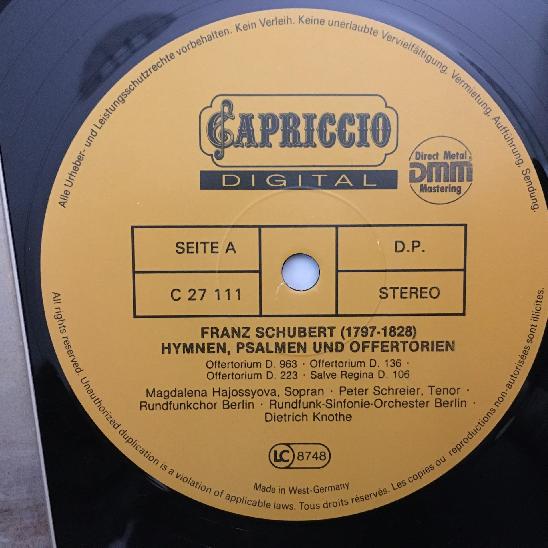 Alle Urheber- und Leistungsschutzrechte vorbehalten. Kein Verleih. Keine unerlaubte Vervielfältigung, Vermietung, Aufführung, Sendung.
CAPRICCIO
DIGITAL
Direct Metal
DMM
Mastering
SEITE A
D.P.
C 27 111
STEREO
FRANZ SCHUBERT (1797-1828)
HYMNEN, PSALMEN UND OFFERTORIEN
Offertorium D. 963 · Offertorium D. 136 ·
Offertorium D. 223 · Salve Regina D. 106
Magdalena Hajossyova, Sopran · Peter Schreier, Tenor ·
Rundfunkchor Berlin · Rundfunk-Sinfonie-Orchester Berlin ·
Dietrich Knothe
LC 8748
Made in West-Germany
All rights reserved. Unauthorized duplication is a violation of applicable laws. Tous droits réservés. Les copies ou reproductions non-autorisées sont illicites.